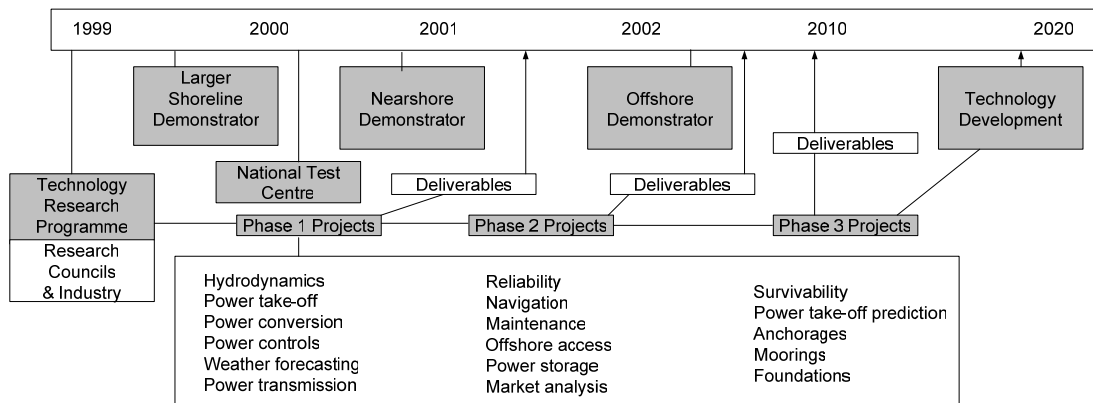 1999
2000
2001
2002
2010
2020
Larger
Shoreline
Demonstrator
Nearshore
Demonstrator
Offshore
Demonstrator
Technology
Development
Deliverables
National Test
Centre
Deliverables
Deliverables
Technology
Research
Programme
Research
Councils
& Industry
Phase 1 Projects
Phase 2 Projects
Phase 3 Projects
Hydrodynamics
Power take-off
Power conversion
Power controls
Weather forecasting
Power transmission
Reliability
Navigation
Maintenance
Offshore access
Power storage
Market analysis
Survivability
Power take-off prediction
Anchorages
Moorings
Foundations